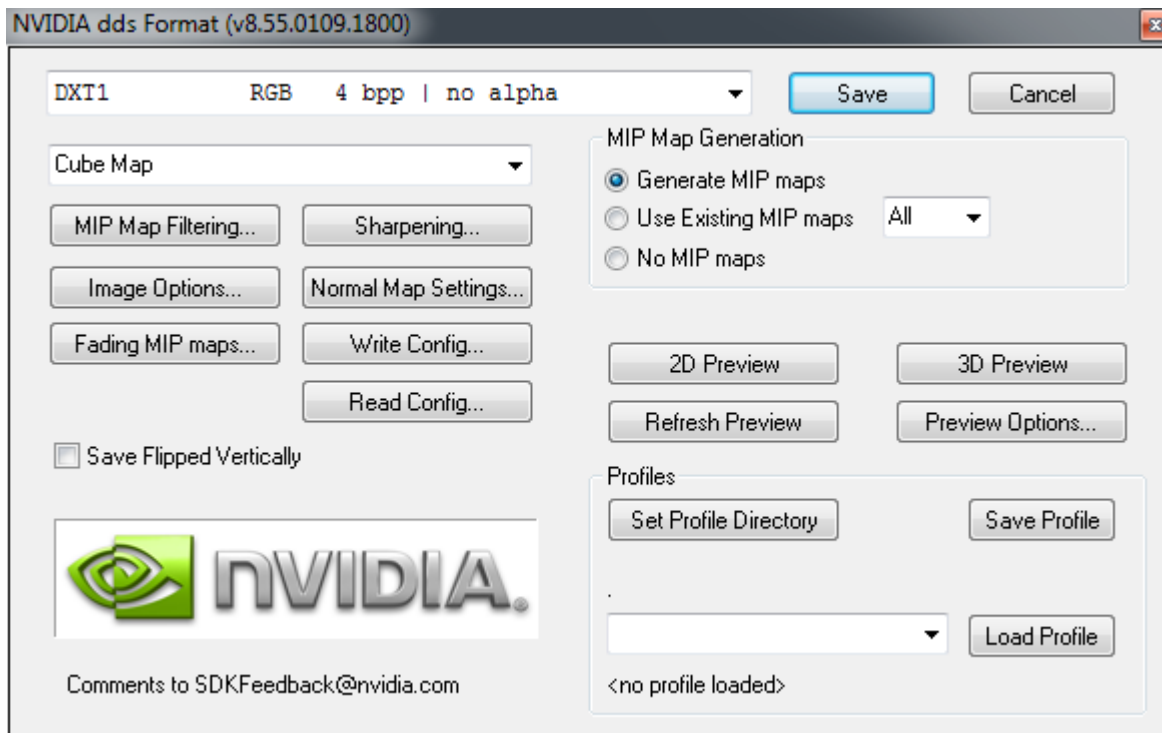 NVIDIA dds Format (v8.55.0109.1800)
DXT1 RGB 4 bpp | no alpha
Save
Cancel
Cube Map
MIP Map Generation
Generate MIP maps
Use Existing MIP maps
All
No MIP maps
MIP Map Filtering...
Sharpening...
Image Options...
Normal Map Settings...
Fading MIP maps...
Write Config...
Read Config...
2D Preview
3D Preview
Refresh Preview
Preview Options...
Save Flipped Vertically
Profiles
Set Profile Directory
Save Profile
.
Load Profile
<no profile loaded>
nVIDIA.®
Comments to SDKFeedback@nvidia.com